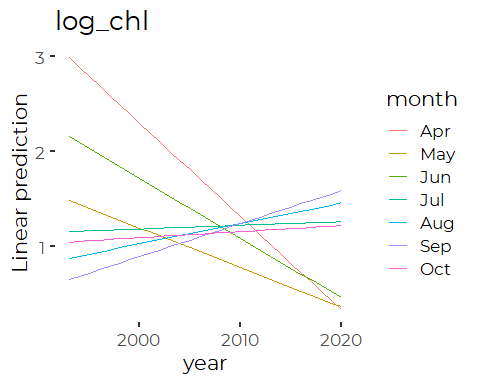 log_chl
3
2
1
Linear prediction
2000
2010
2020
year
month
Apr
May
Jun
Jul
Aug
Sep
Oct